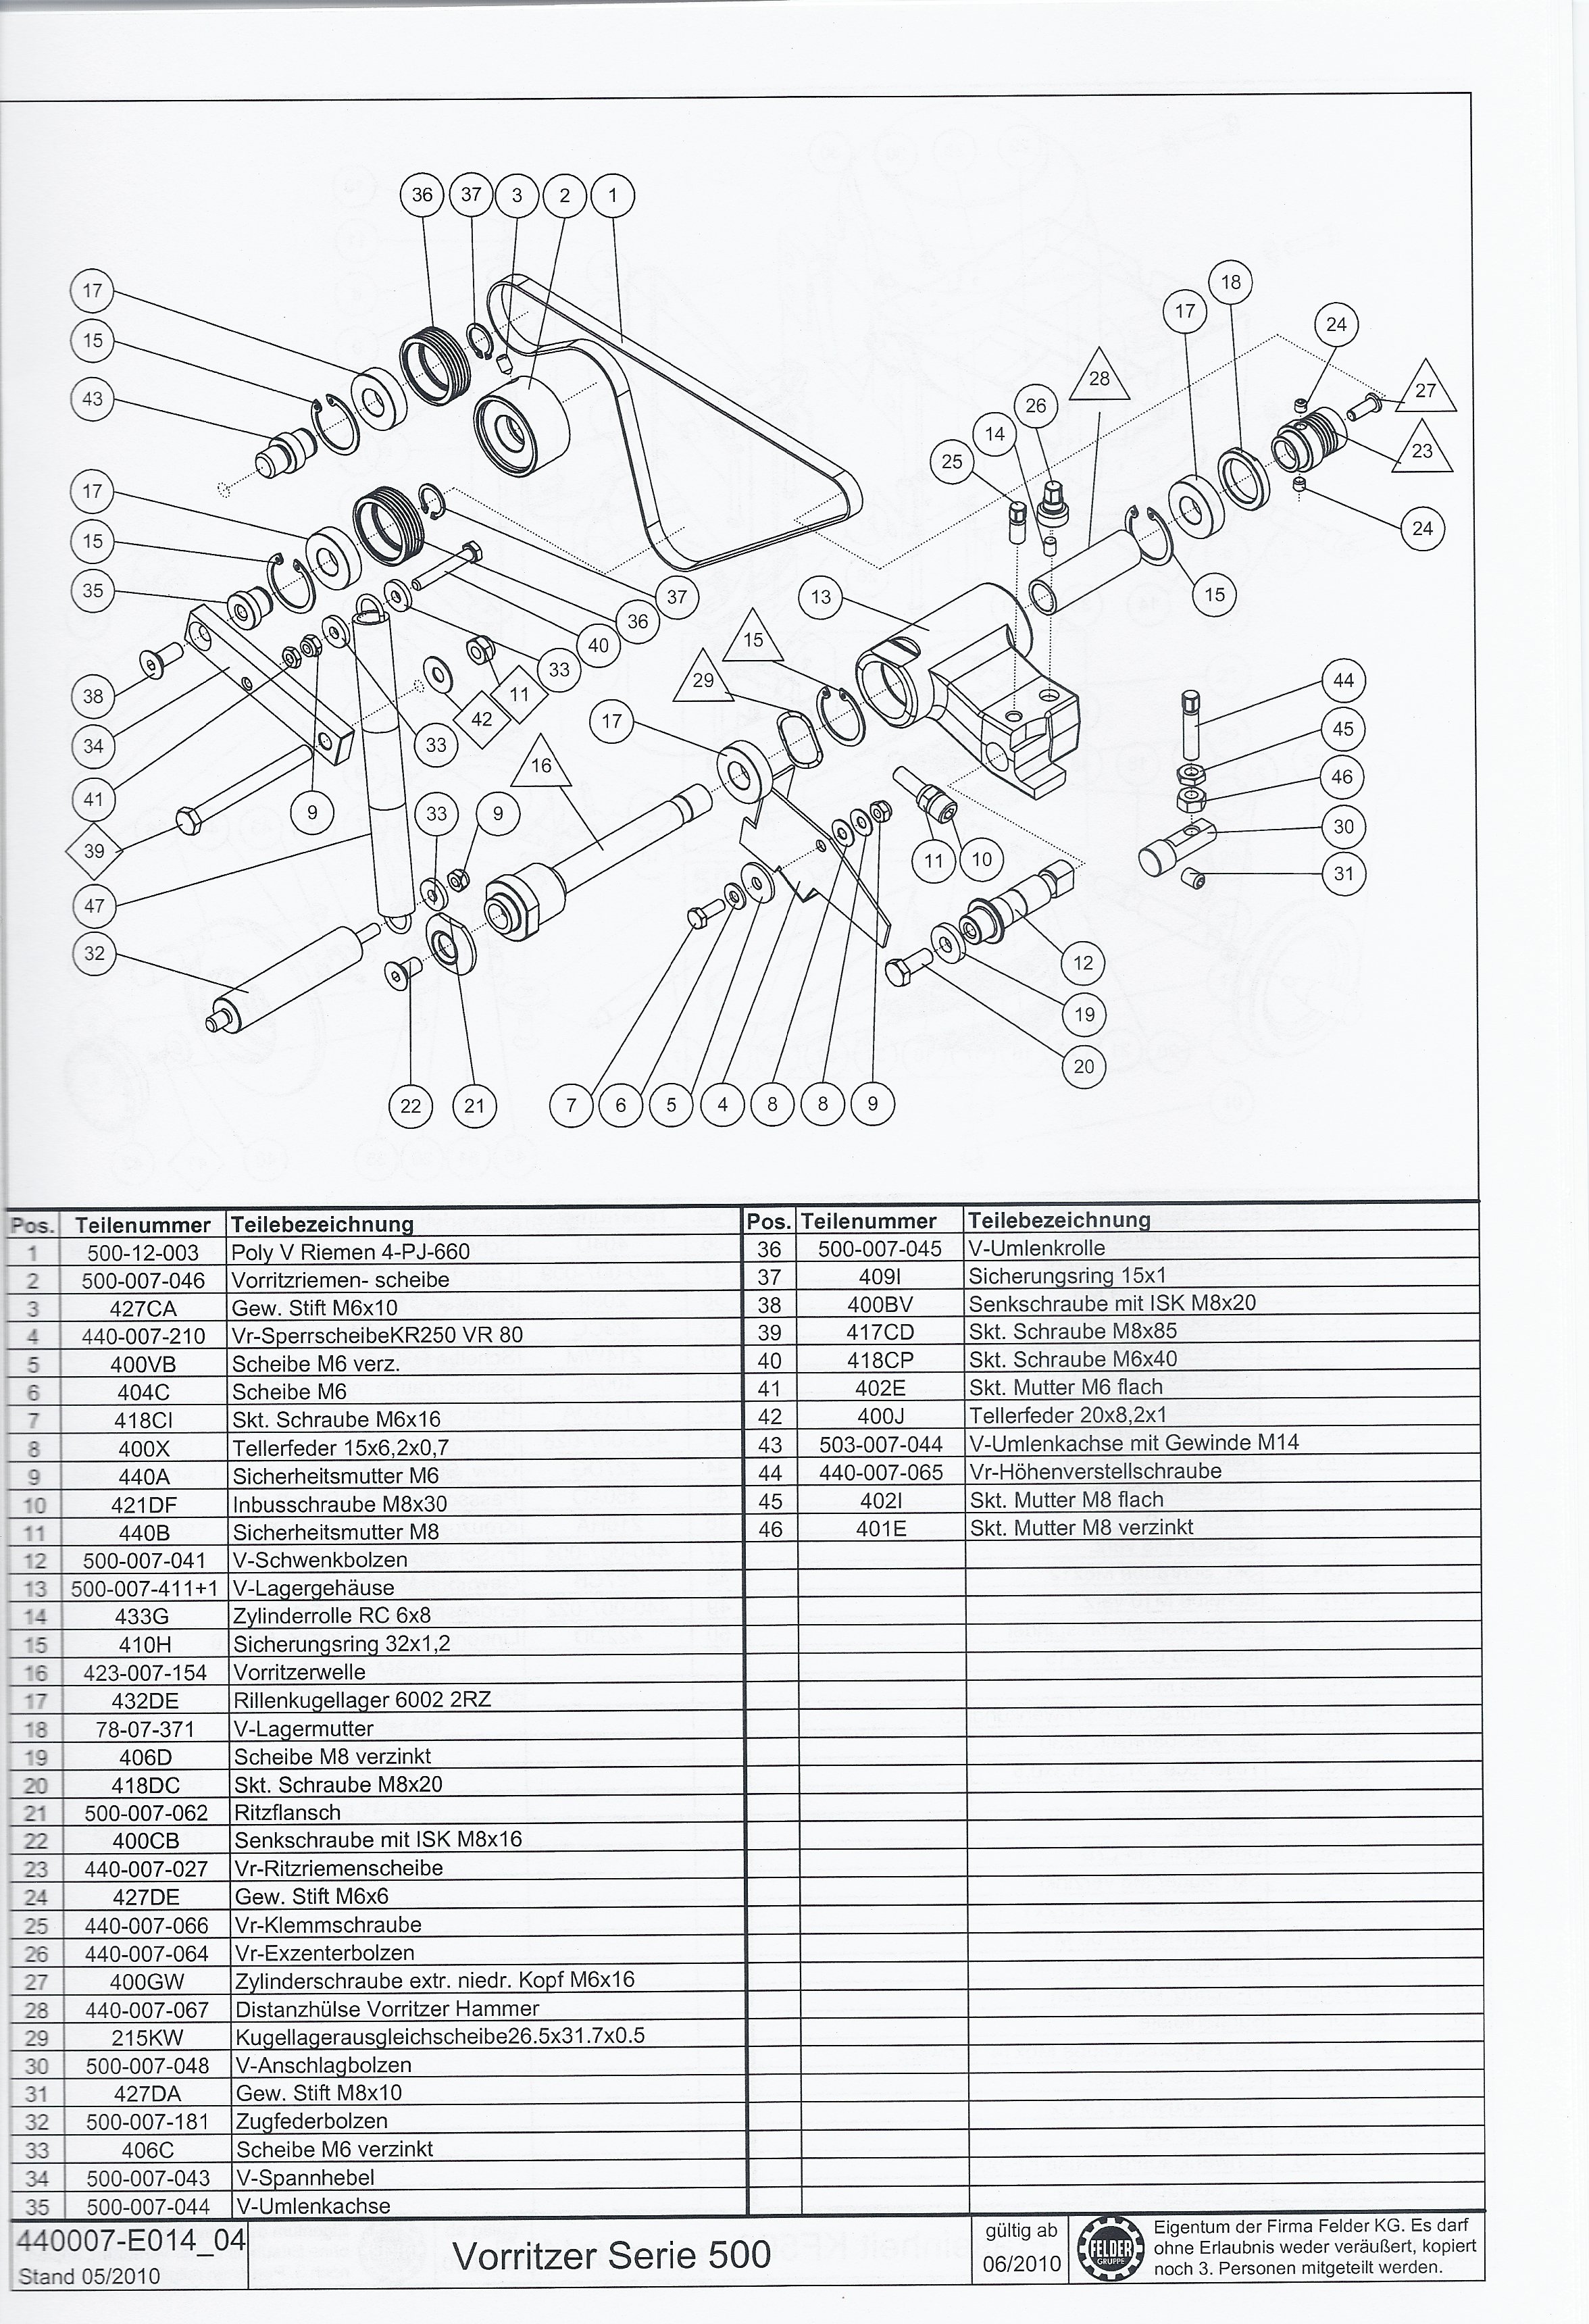 36 37 3 2 1
17
18
15
17
24
43
28
27
26
14
23
25
17
24
15
35
13
15
37
36
40
15
33
11
38
29
42
44
17
34
33
45
16
41
46
9
33
9
30
39
11
10
31
47
32
12
19
20
22 21 7 6 5 4 8 8 9
Pos. Teilenummer Teilebezeichnung Pos. Teilenummer Teilebezeichnung
1 500-12-003 Poly V Riemen 4-PJ-660 36 500-007-045 V-Umlenkrolle
2 500-007-046 Vorritzriemen- scheibe 37 409I Sicherungsring 15x1
3 427CA Gew. Stift M6x10 38 400BV Senkschraube mit ISK M8x20
4 440-007-210 Vr-SperrscheibeKR250 VR 80 39 417CD Skt. Schraube M8x85
5 400VB Scheibe M6 verz. 40 418CP Skt. Schraube M6x40
6 404C Scheibe M6 41 402E Skt. Mutter M6 flach
7 418CI Skt. Schraube M6x16 42 400J Tellerfeder 20x8,2x1
8 400X Tellerfeder 15x6,2x0,7 43 503-007-044 V-Umlenkachse mit Gewinde M14
9 440A Sicherheitsmutter M6 44 440-007-065 Vr-Höhenverstellschraube
10 421DF Inbusschraube M8x30 45 402I Skt. Mutter M8 flach
11 440B Sicherheitsmutter M8 46 401E Skt. Mutter M8 verzinkt
12 500-007-041 V-Schwenkbolzen
13 500-007-411+1 V-Lagergehäuse
14 433G Zylinderrolle RC 6x8
15 410H Sicherungsring 32x1,2
16 423-007-154 Vorritzerwelle
17 432DE Rillenkugellager 6002 2RZ
18 78-07-371 V-Lagermutter
19 406D Scheibe M8 verzinkt
20 418DC Skt. Schraube M8x20
21 500-007-062 Ritzflansch
22 400CB Senkschraube mit ISK M8x16
23 440-007-027 Vr-Ritzriemenscheibe
24 427DE Gew. Stift M6x6
25 440-007-066 Vr-Klemmschraube
26 440-007-064 Vr-Exzenterbolzen
27 400GW Zylinderschraube extr. niedr. Kopf M6x16
28 440-007-067 Distanzhülse Vorritzer Hammer
29 215KW Kugellagerausgleichscheibe26.5x31.7x0.5
30 500-007-048 V-Anschlagbolzen
31 427DA Gew. Stift M8x10
32 500-007-181 Zugfederbolzen
33 406C Scheibe M6 verzinkt
34 500-007-043 V-Spannhebel
35 500-007-044 V-Umlenkachse
440007-E014_04
Stand 05/2010
Vorritzer Serie 500
gültig ab
06/2010
FELDER
GRUPPE
Eigentum der Firma Felder KG. Es darf
ohne Erlaubnis weder veräußert, kopiert
noch 3. Personen mitgeteilt werden.